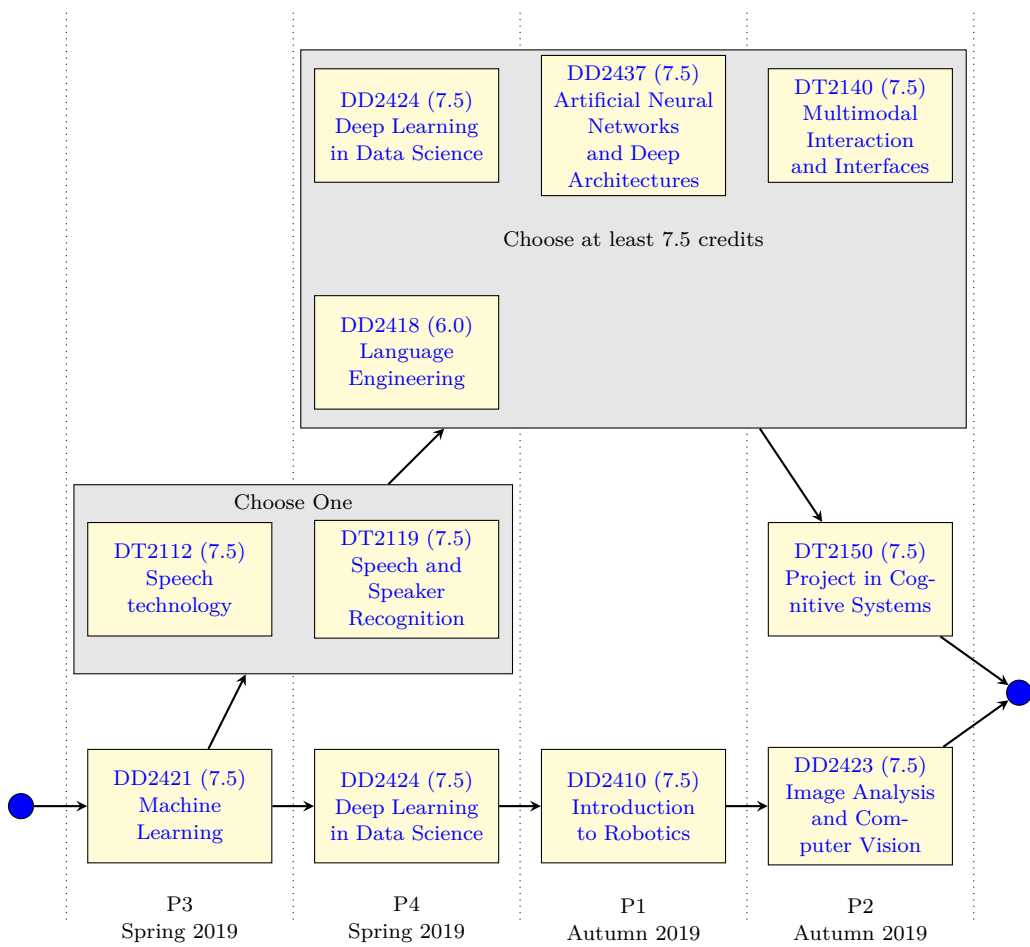 DD2424 (7.5)
Deep Learning
in Data Science
DD2437 (7.5)
Artificial Neural
Networks
and Deep
Architectures
DT2140 (7.5)
Multimodal
Interaction
and Interfaces
Choose at least 7.5 credits
DD2418 (6.0)
Language
Engineering
Choose One
DT2112 (7.5)
Speech
technology
DT2119 (7.5)
Speech and
Speaker
Recognition
DT2150 (7.5)
Project in Cog-
nitive Systems
DD2421 (7.5)
Machine
Learning
DD2424 (7.5)
Deep Learning
in Data Science
DD2410 (7.5)
Introduction
to Robotics
DD2423 (7.5)
Image Analysis
and Com-
puter Vision
P3
Spring 2019
P4
Spring 2019
P1
Autumn 2019
P2
Autumn 2019